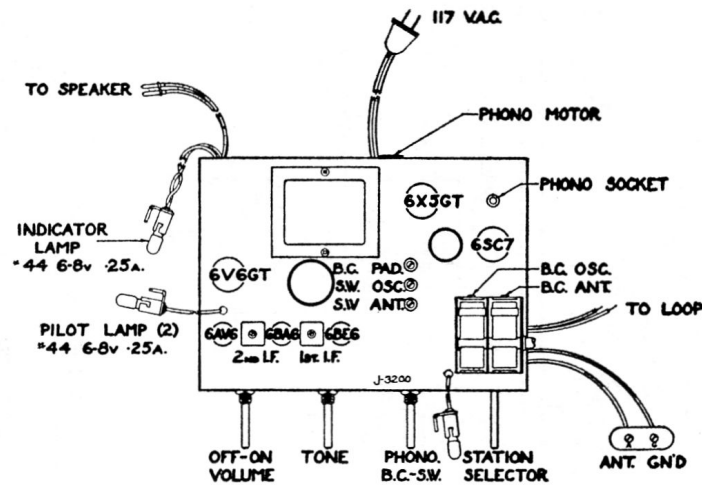 117 V.A.C.
TO SPEAKER
PHONO MOTOR
PHONO SOCKET
6X5GT
6SC7
INDICATOR
LAMP
#44 6-8v .25A.
6V6GT
B.C. PAD.
S.W. OSC.
S.W. ANT.
B.C. OSC.
B.C. ANT.
TO LOOP
PILOT LAMP (2)
#44 6-8v .25A.
6AV6
6BA6
6BE6
2ND I.F.
1ST. I.F.
J-3200
OFF-ON
VOLUME
TONE
PHONO.
B.C.-S.W.
STATION
SELECTOR
ANT. GN'D